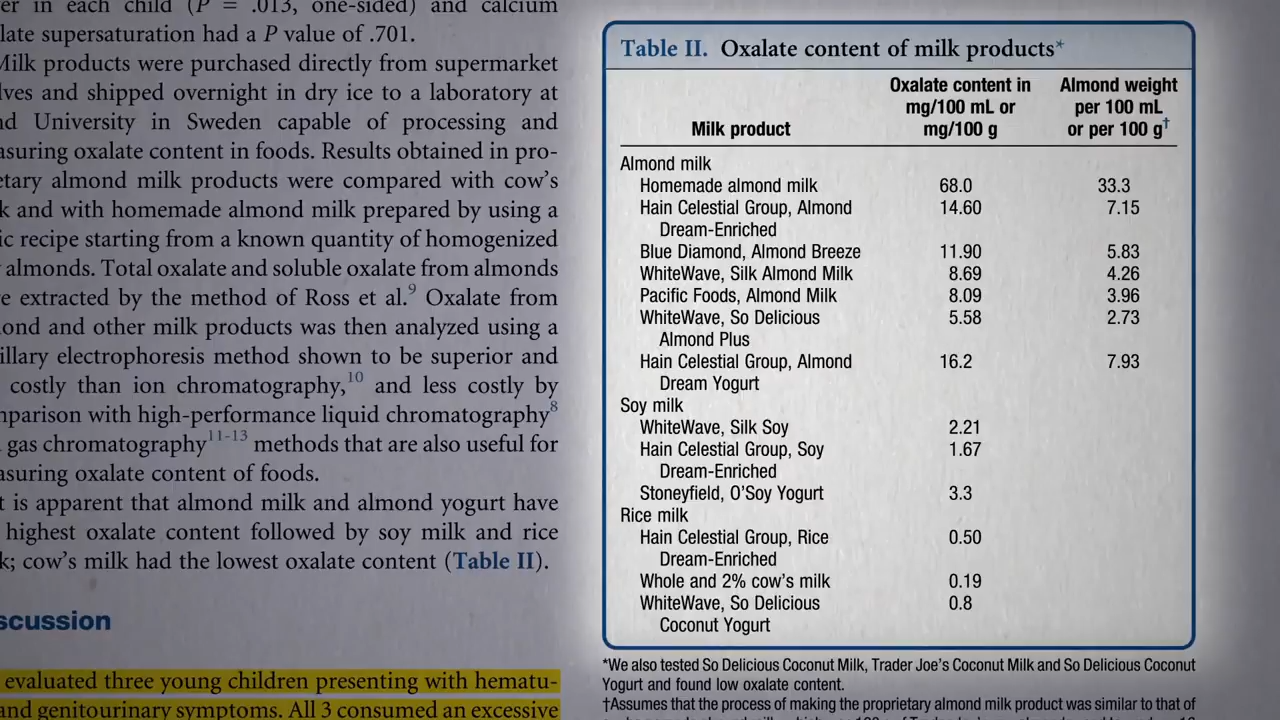 er in each child (P = .013, one-sided) and calcium
late supersaturation had a P value of .701.
Milk products were purchased directly from supermarket
lves and shipped overnight in dry ice to a laboratory at
nd University in Sweden capable of processing and
asuring oxalate content in foods. Results obtained in pro-
etary almond milk products were compared with cow's
k and with homemade almond milk prepared by using a
ic recipe starting from a known quantity of homogenized
almonds. Total oxalate and soluble oxalate from almonds
re extracted by the method of Ross et al.9 Oxalate from
ond and other milk products was then analyzed using a
illary electrophoresis method shown to be superior and
costly than ion chromatography,10 and less costly by
mparison with high-performance liquid chromatography8
gas chromatography11-13 methods that are also useful for
asuring oxalate content of foods.
t is apparent that almond milk and almond yogurt have
highest oxalate content followed by soy milk and rice
k; cow's milk had the lowest oxalate content (Table II).
scussion
evaluated three young children presenting with hematu-
and genitourinary symptoms. All 3 consumed an excessive
Table II. Oxalate content of milk products*
Milk product Oxalate content in mg/100 mL or mg/100 g Almond weight per 100 mL or per 100 g†
Almond milk
Homemade almond milk 68.0 33.3
Hain Celestial Group, Almond 14.60 7.15
Dream-Enriched
Blue Diamond, Almond Breeze 11.90 5.83
WhiteWave, Silk Almond Milk 8.69 4.26
Pacific Foods, Almond Milk 8.09 3.96
WhiteWave, So Delicious 5.58 2.73
Almond Plus
Hain Celestial Group, Almond 16.2 7.93
Dream Yogurt
Soy milk
WhiteWave, Silk Soy 2.21
Hain Celestial Group, Soy 1.67
Dream-Enriched
Stoneyfield, O'Soy Yogurt 3.3
Rice milk
Hain Celestial Group, Rice 0.50
Dream-Enriched
Whole and 2% cow's milk 0.19
WhiteWave, So Delicious 0.8
Coconut Yogurt
*We also tested So Delicious Coconut Milk, Trader Joe's Coconut Milk and So Delicious Coconut
Yogurt and found low oxalate content.
†Assumes that the process of making the proprietary almond milk product was similar to that of